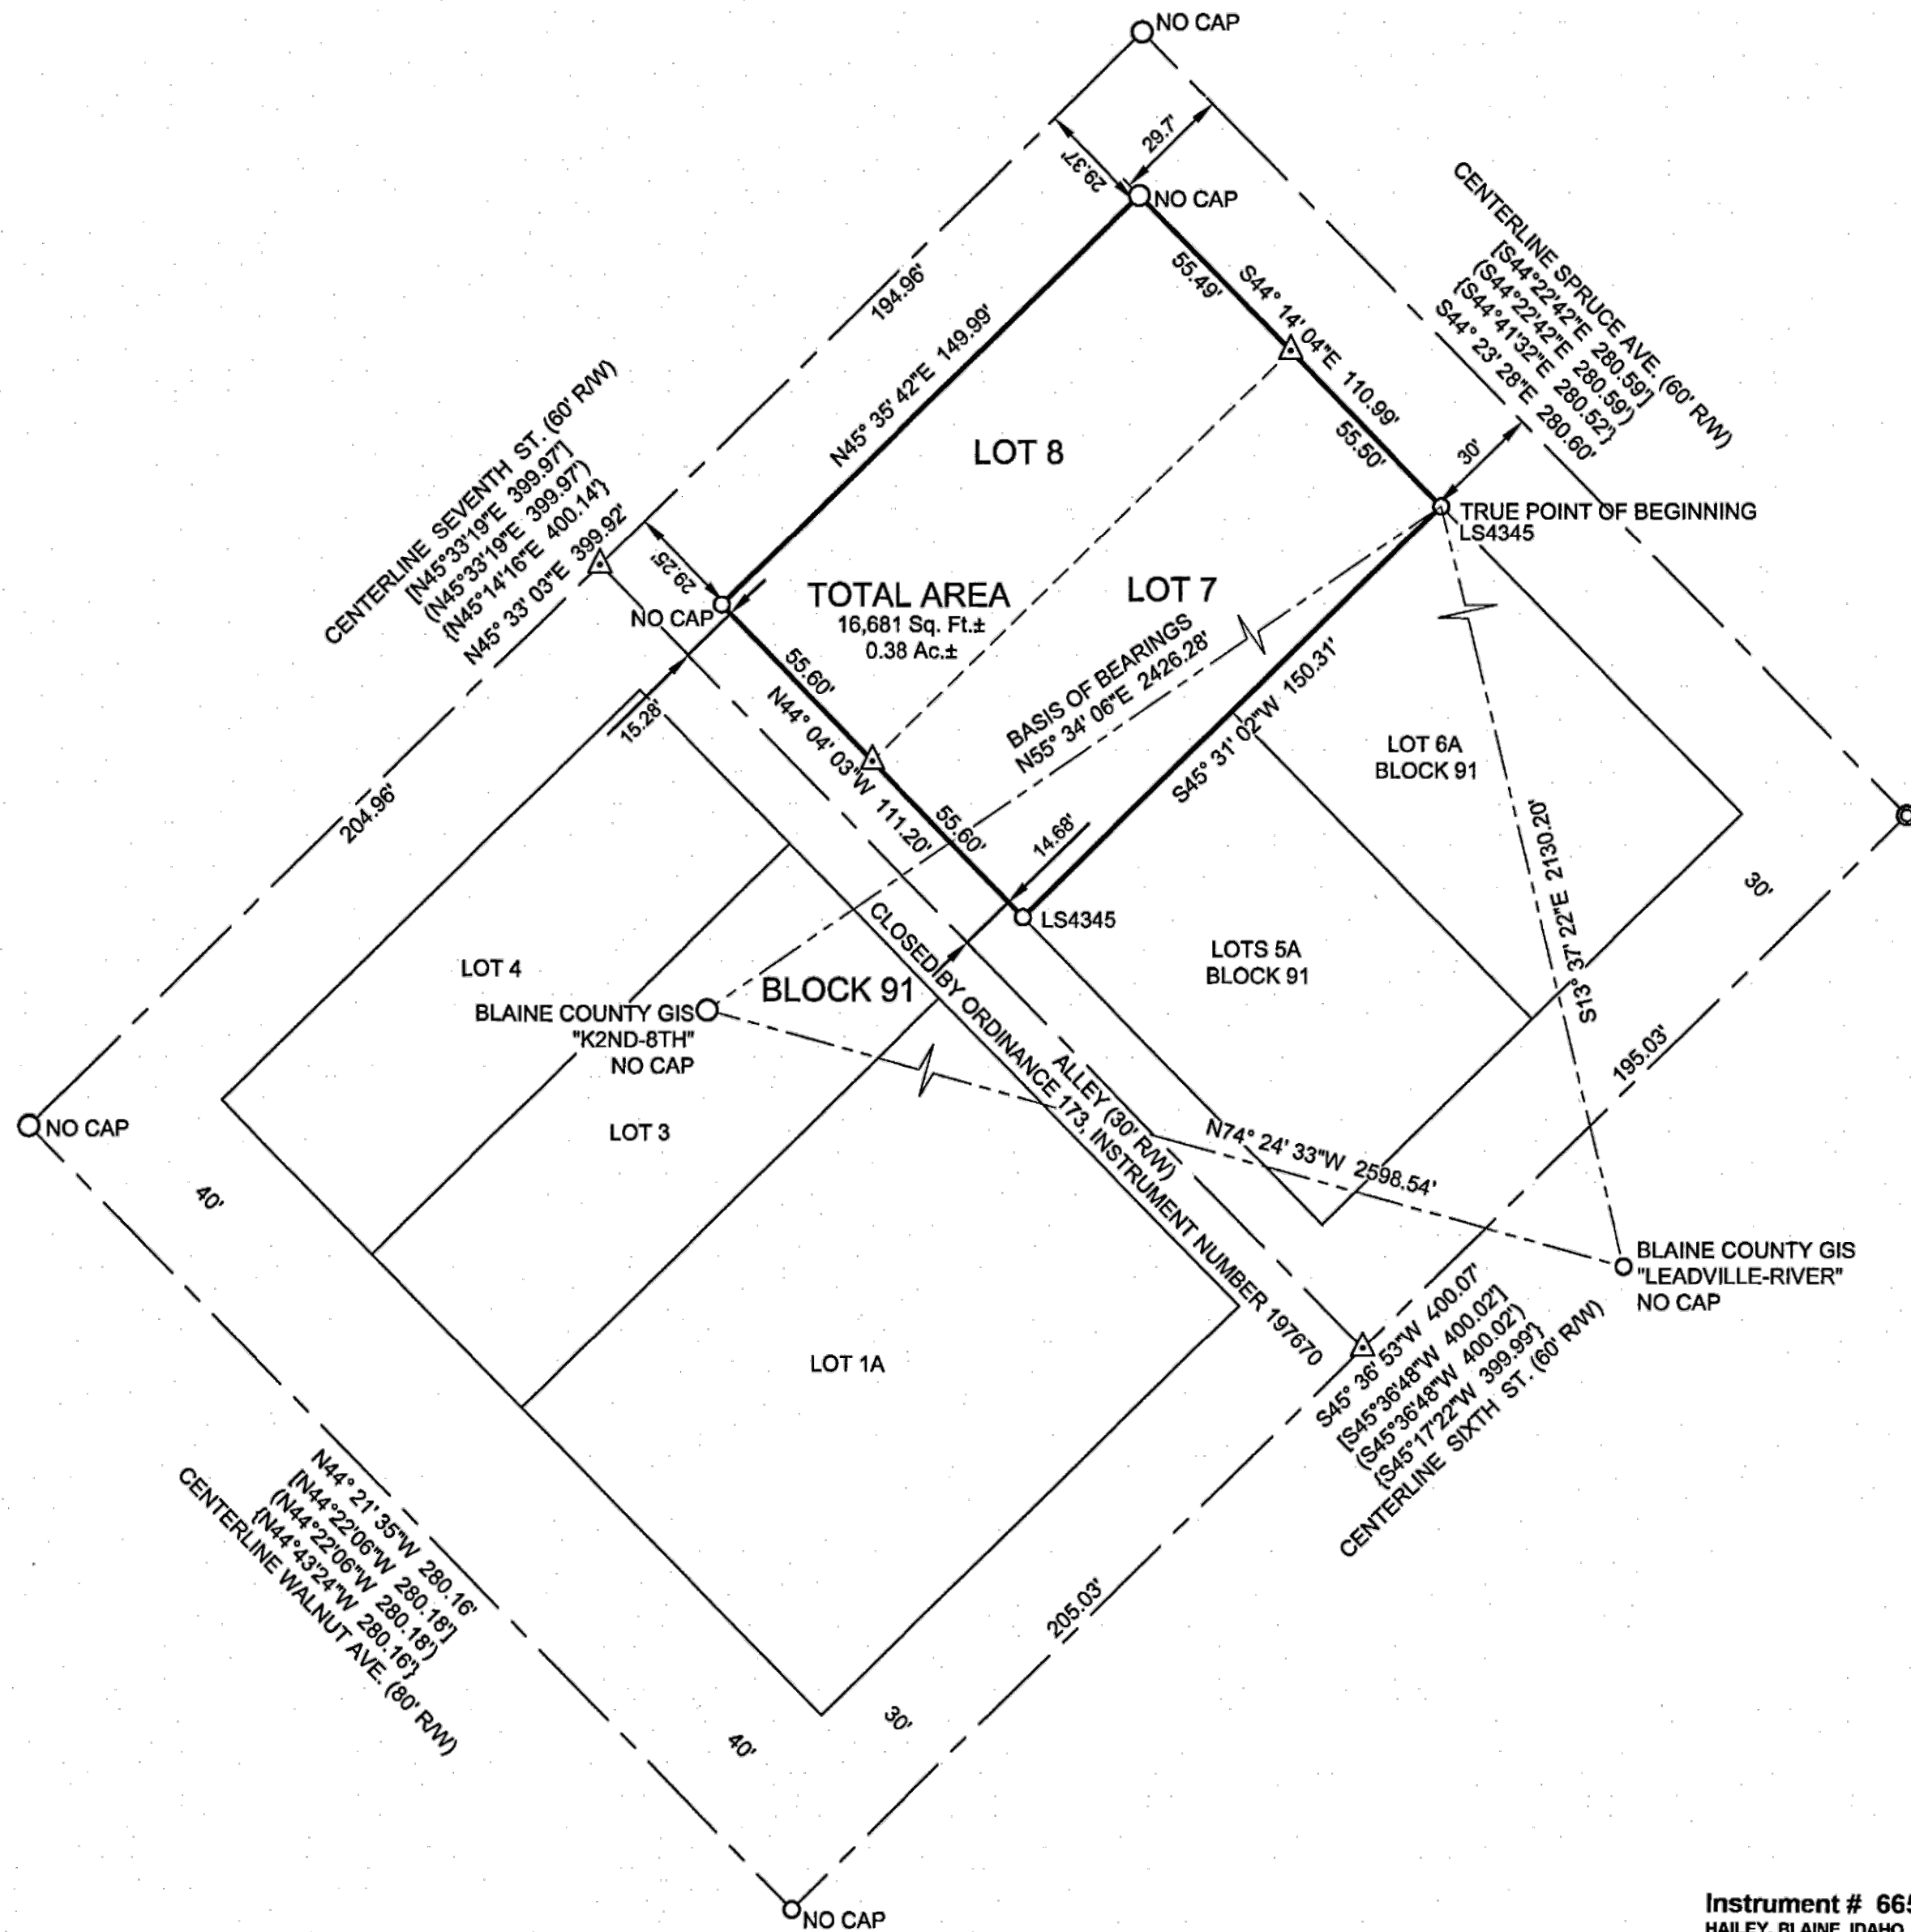 NO CAP
29.7'
29.37'
NO CAP
CENTERLINE SPRUCE AVE. (60' R/W)
[S44°22'42"E 280.59']
(S44°22'42"E 280.59')
{S44°41'32"E 280.52'}
S44° 23' 28"E 280.60'
194.96'
55.49'
S44° 14' 04"E 110.99'
55.50'
N45° 35' 42"E 149.99'
LOT 8
30'
TRUE POINT OF BEGINNING
LS4345
CENTERLINE SEVENTH ST. (60' R/W)
[N45°33'19"E 399.97']
(N45°33'19"E 399.97')
{N45°14'16"E 400.14'}
N45° 33' 03"E 399.92'
29.25'
NO CAP
TOTAL AREA
16,681 Sq. Ft.±
0.38 Ac.±
LOT 7
BASIS OF BEARINGS
N55° 34' 06"E 2426.28'
S45° 31' 02"W 150.31'
15.28'
55.60'
N44° 04' 03"W 111.20'
55.60'
14.68'
LS4345
LOT 6A
BLOCK 91
S13° 37' 22"E 2130.20'
30'
204.96'
LOT 4
BLOCK 91
LOTS 5A
BLOCK 91
BLAINE COUNTY GIS
"K2ND-8TH"
NO CAP
CLOSED BY ORDINANCE 173, INSTRUMENT NUMBER 197670
ALLEY (30' R/W)
195.03'
NO CAP
LOT 3
N74° 24' 33"W 2598.54'
40'
BLAINE COUNTY GIS
"LEADVILLE-RIVER"
NO CAP
LOT 1A
S45° 36' 53"W 400.07'
[S45°36'48"W 400.02']
(S45°36'48"W 400.02')
{S45°17'22"W 399.99'}
CENTERLINE SIXTH ST. (60' R/W)
N44° 21' 35"W 280.16'
[N44°22'06"W 280.18']
(N44°22'06"W 280.18')
{N44°43'24"W 280.16'}
CENTERLINE WALNUT AVE. (80' R/W)
205.03'
30'
40'
NO CAP
Instrument # 665
HAILEY, BLAINE, IDAHO